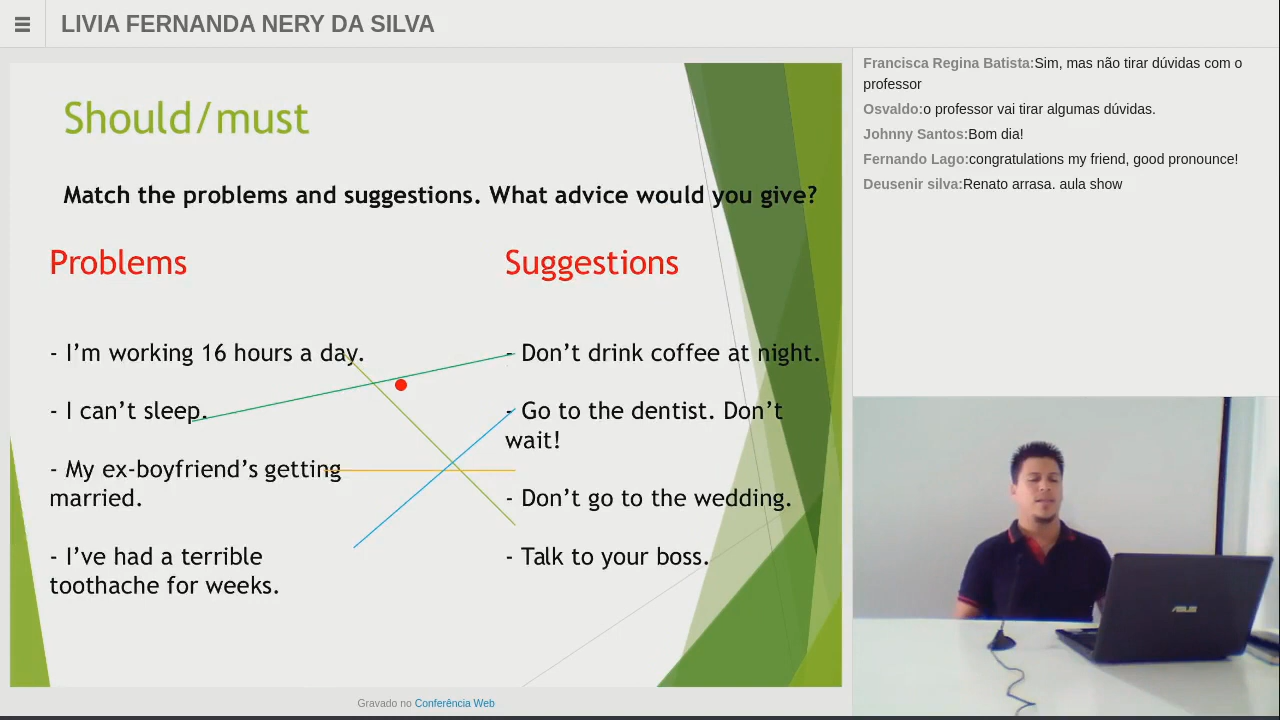 LIVIA FERNANDA NERY DA SILVA
Should/must
Match the problems and suggestions. What advice would you give?
Problems
- I'm working 16 hours a day.
- I can't sleep.
- My ex-boyfriend's getting
married.
- I've had a terrible
toothache for weeks.
Suggestions
- Don't drink coffee at night.
- Go to the dentist. Don't
wait!
- Don't go to the wedding.
- Talk to your boss.
Gravado no Conferência Web
Francisca Regina Batista:Sim, mas não tirar dúvidas com o
professor
Osvaldo:o professor vai tirar algumas dúvidas.
Johnny Santos:Bom dia!
Fernando Lago:congratulations my friend, good pronounce!
Deusenir silva:Renato arrasa. aula show
ASUS